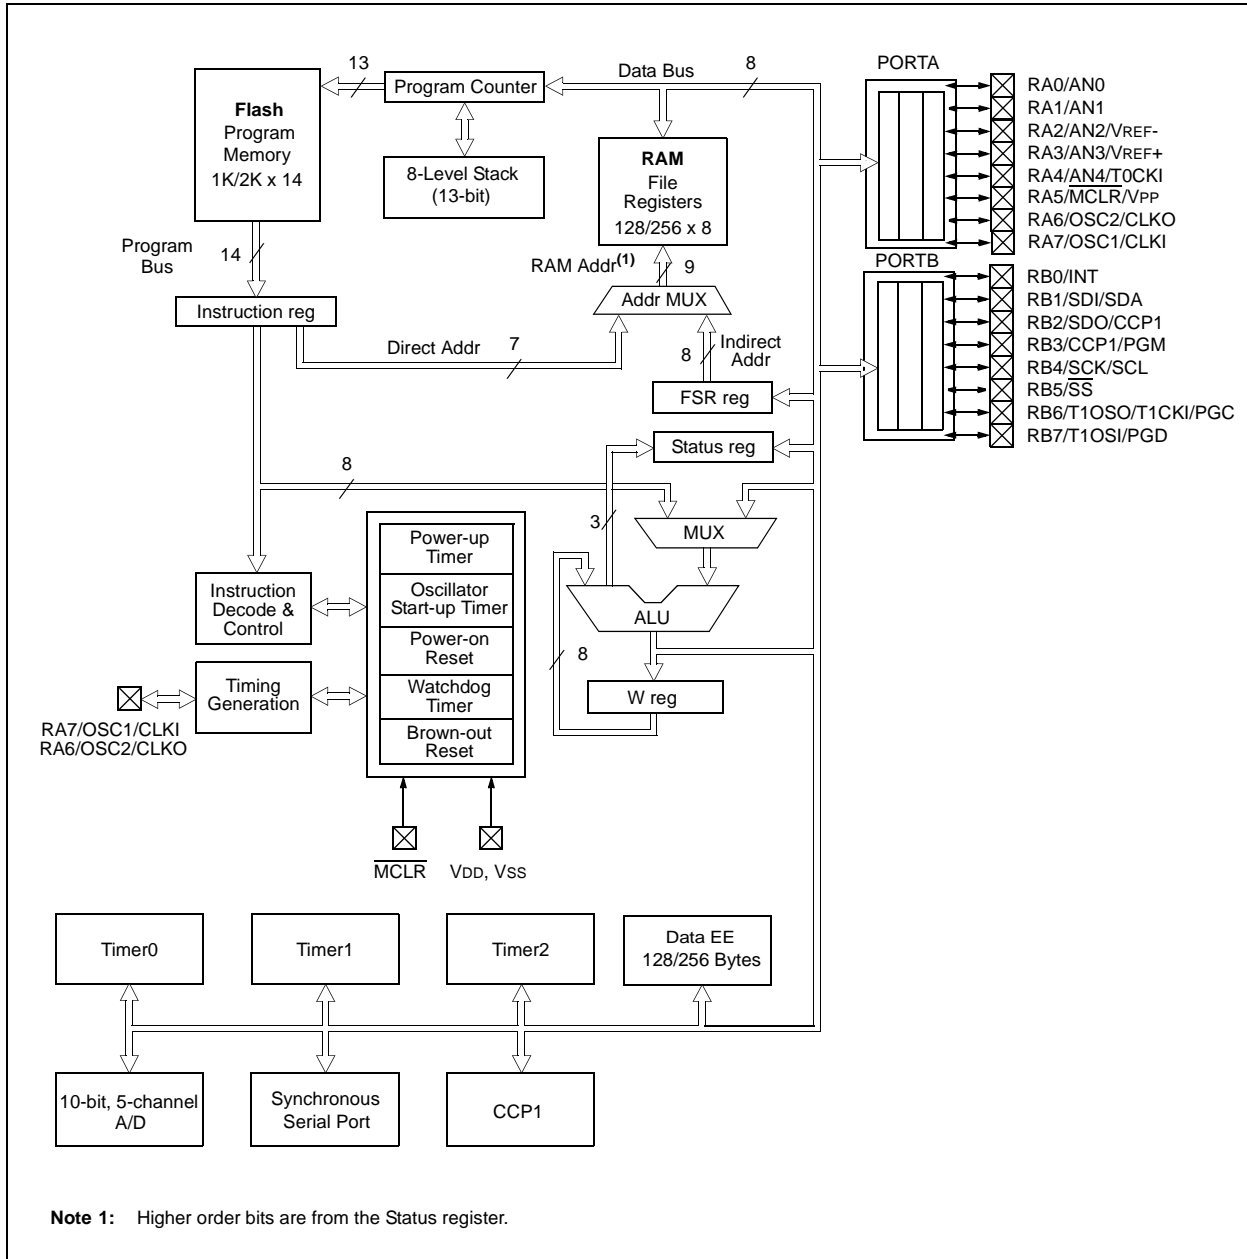 13
Program Counter
Data Bus
8
PORTA
Flash
Program
Memory
1K/2K x 14
8-Level Stack
(13-bit)
RAM
File
Registers
128/256 x 8
RA0/AN0
RA1/AN1
RA2/AN2/VREF-
RA3/AN3/VREF+
RA4/AN4/T0CKI
RA5/MCLR/VPP
RA6/OSC2/CLKO
RA7/OSC1/CLKI
Program
Bus
14
RAM Addr(1)
9
PORTB
Instruction reg
Addr MUX
RB0/INT
RB1/SDI/SDA
RB2/SDO/CCP1
RB3/CCP1/PGM
RB4/SCK/SCL
RB5/SS
RB6/T1OSO/T1CKI/PGC
RB7/T1OSI/PGD
Direct Addr
7
8
Indirect
Addr
FSR reg
Status reg
8
3
MUX
Power-up
Timer
Oscillator
Start-up Timer
Power-on
Reset
Watchdog
Timer
Brown-out
Reset
Instruction
Decode &
Control
ALU
8
W reg
Timing
Generation
RA7/OSC1/CLKI
RA6/OSC2/CLKO
MCLR
VDD, VSS
Timer0
Timer1
Timer2
Data EE
128/256 Bytes
10-bit, 5-channel
A/D
Synchronous
Serial Port
CCP1
Note 1: Higher order bits are from the Status register.